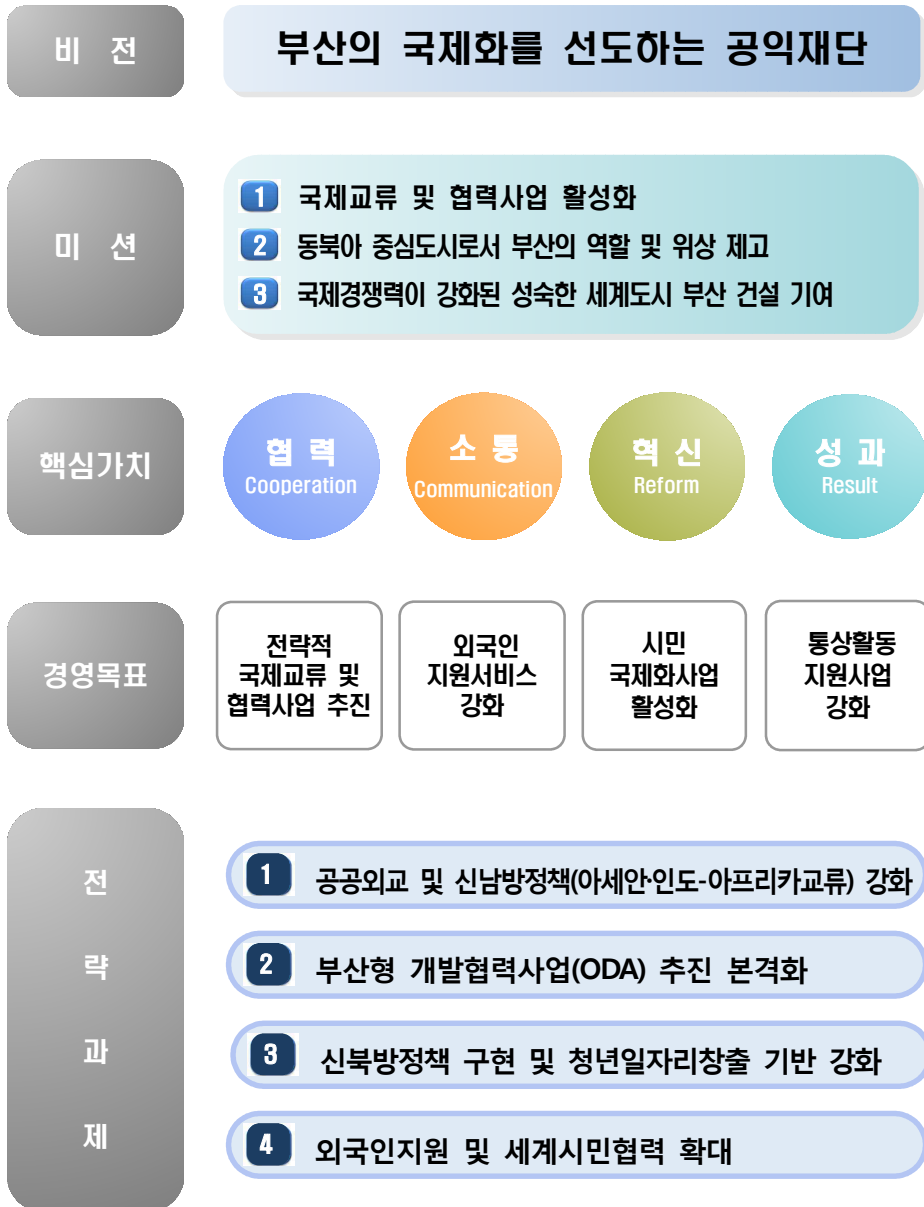 비 전
부산의 국제화를 선도하는 공익재단
미 션
1 국제교류 및 협력사업 활성화
2 동북아 중심도시로서 부산의 역할 및 위상 제고
3 국제경쟁력이 강화된 성숙한 세계도시 부산 건설 기여
핵심가치
협 력
Cooperation
소 통
Communication
혁 신
Reform
성 과
Result
경영목표
전략적
국제교류 및
협력사업 추진
외국인
지원서비스
강화
시민
국제화사업
활성화
통상활동
지원사업
강화
전
략
과
제
1 공공외교 및 신남방정책(아세안·인도-아프리카교류) 강화
2 부산형 개발협력사업(ODA) 추진 본격화
3 신북방정책 구현 및 청년일자리창출 기반 강화
4 외국인지원 및 세계시민협력 확대